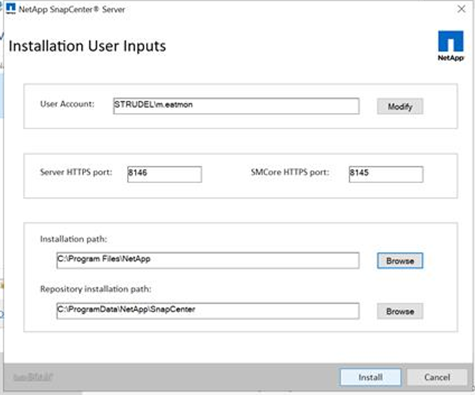 NetApp SnapCenter® Server
Installation User Inputs
NetApp
User Account: STRUDEL\m.eatmon Modify
Server HTTPS port: 8146 SMCore HTTPS port: 8145
Installation path:
C:\Program Files\NetApp Browse
Repository installation path:
C:\ProgramData\NetApp\SnapCenter Browse
InstallShield
Install Cancel